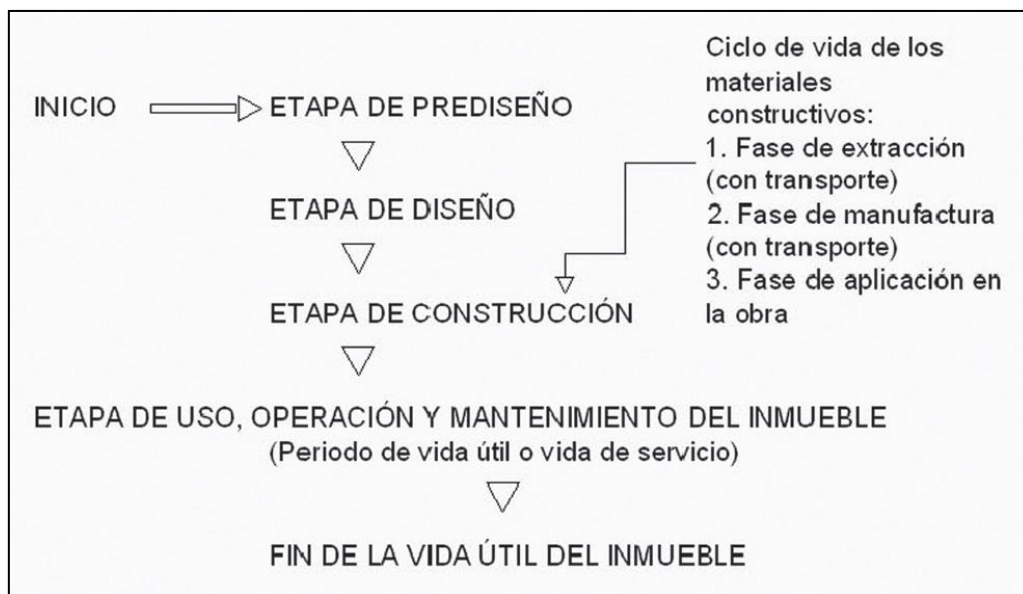 INICIO
ETAPA DE PREDISEÑO
ETAPA DE DISEÑO
ETAPA DE CONSTRUCCIÓN
ETAPA DE USO, OPERACIÓN Y MANTENIMIENTO DEL INMUEBLE
(Periodo de vida útil o vida de servicio)
FIN DE LA VIDA ÚTIL DEL INMUEBLE
Ciclo de vida de los
materiales
constructivos:
1. Fase de extracción
(con transporte)
2. Fase de manufactura
(con transporte)
3. Fase de aplicación en
la obra